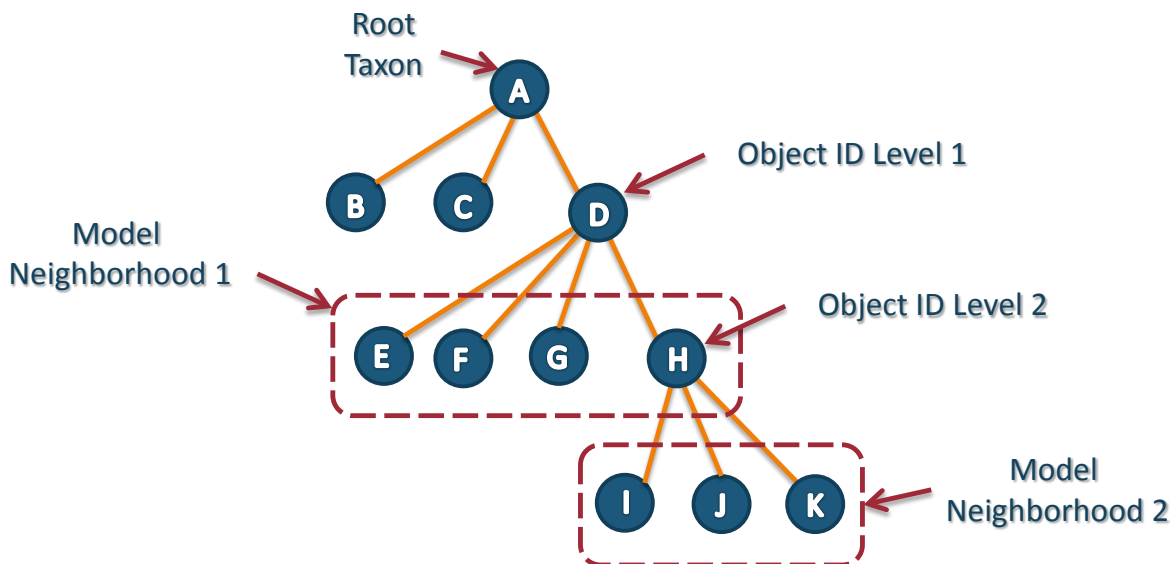 Root
Taxon
A
Object ID Level 1
B
C
D
Model
Neighborhood 1
Object ID Level 2
E
F
G
H
I
J
K
Model
Neighborhood 2